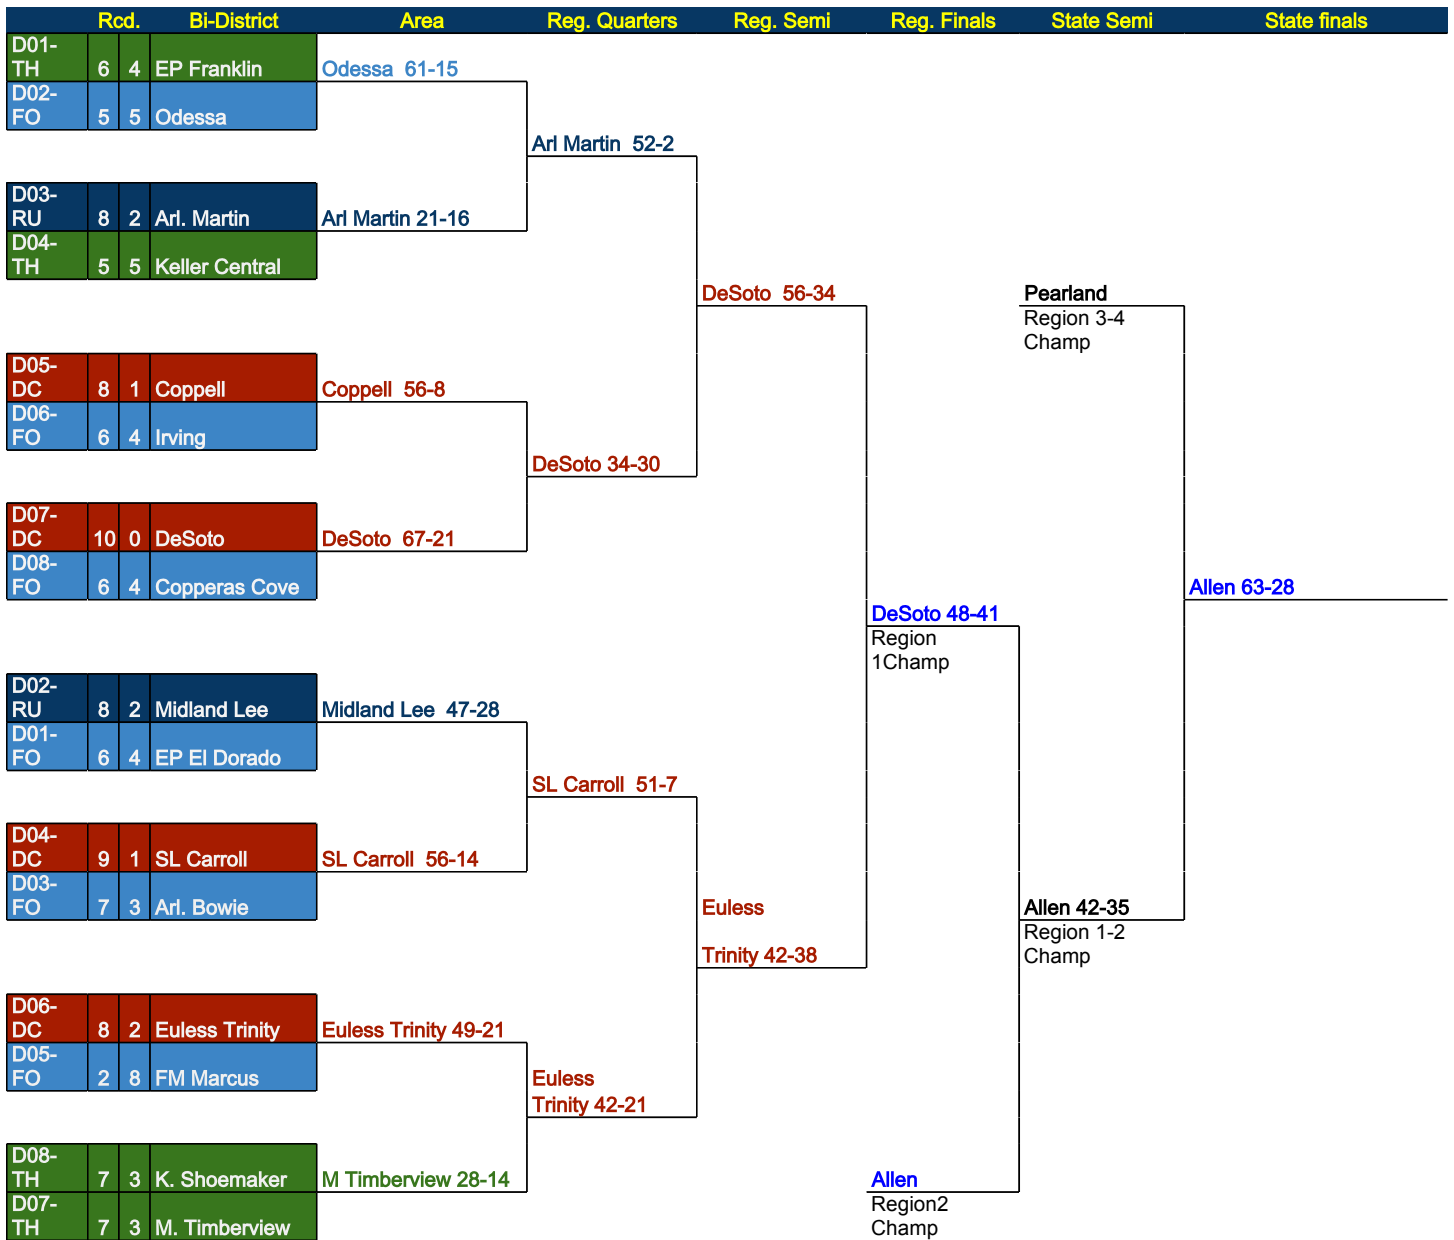 Rcd. Bi-District Area Reg. Quarters Reg. Semi Reg. Finals State Semi State finals
D01-
TH 6 4 EP Franklin Odessa 61-15
D02-
FO 5 5 Odessa
Arl Martin 52-2
D03-
RU 8 2 Arl. Martin Arl Martin 21-16
D04-
TH 5 5 Keller Central
DeSoto 56-34 Pearland
Region 3-4
Champ
D05-
DC 8 1 Coppell Coppell 56-8
D06-
FO 6 4 Irving
DeSoto 34-30
D07-
DC 10 0 DeSoto DeSoto 67-21
D08-
FO 6 4 Copperas Cove Allen 63-28
DeSoto 48-41
Region
1Champ
D02-
RU 8 2 Midland Lee Midland Lee 47-28
D01-
FO 6 4 EP El Dorado
SL Carroll 51-7
D04-
DC 9 1 SL Carroll SL Carroll 56-14
D03-
FO 7 3 Arl. Bowie Euless Allen 42-35
Region 1-2
Trinity 42-38 Champ
D06-
DC 8 2 Euless Trinity Euless Trinity 49-21
D05-
FO 2 8 FM Marcus Euless
Trinity 42-21
D08-
TH 7 3 K. Shoemaker M Timberview 28-14 Allen
D07- Region2
TH 7 3 M. Timberview Champ